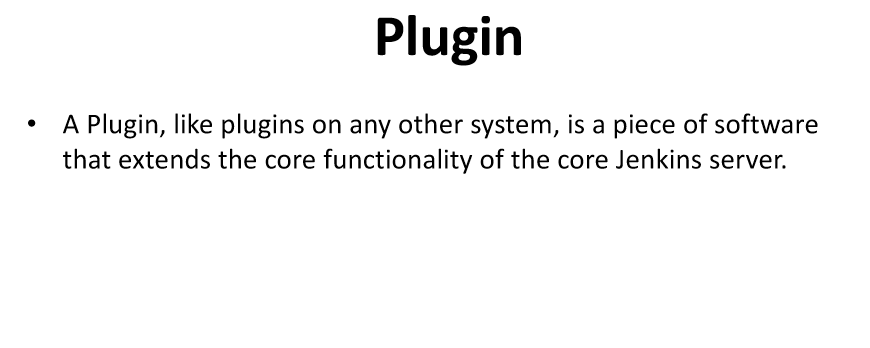 Plugin
• A Plugin, like plugins on any other system, is a piece of software
that extends the core functionality of the core Jenkins server.